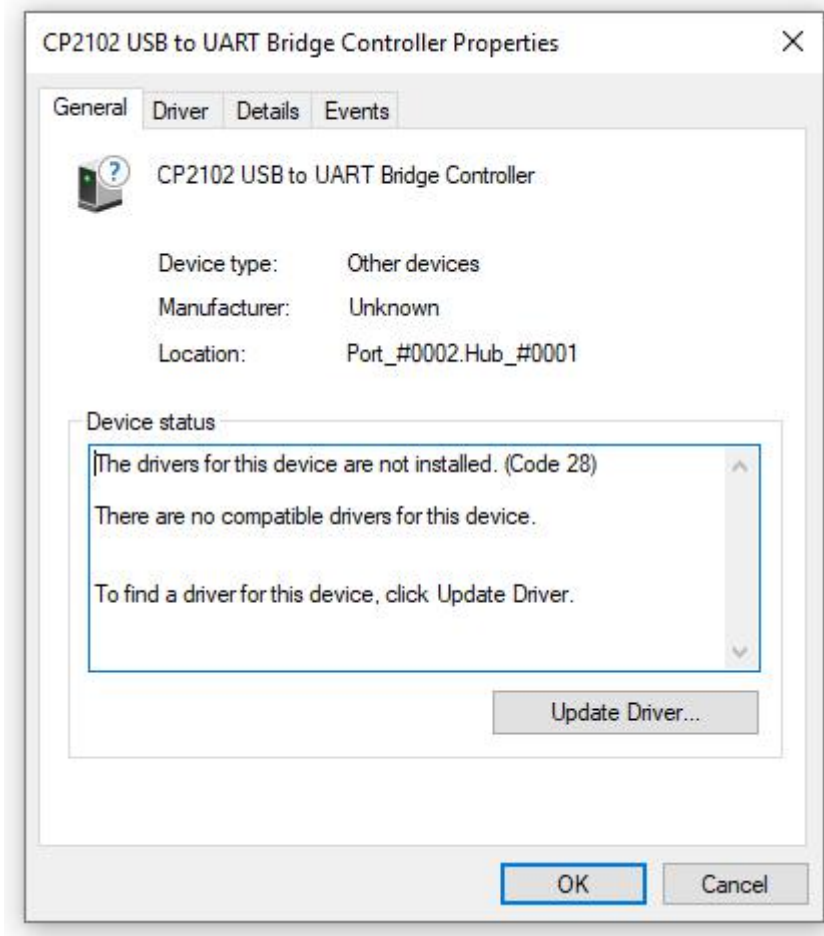 CP2102 USB to UART Bridge Controller Properties
General Driver Details Events
?
CP2102 USB to UART Bridge Controller
Device type: Other devices
Manufacturer: Unknown
Location: Port_#0002.Hub_#0001
Device status
The drivers for this device are not installed. (Code 28)
There are no compatible drivers for this device.
To find a driver for this device, click Update Driver.
Update Driver...
OK Cancel